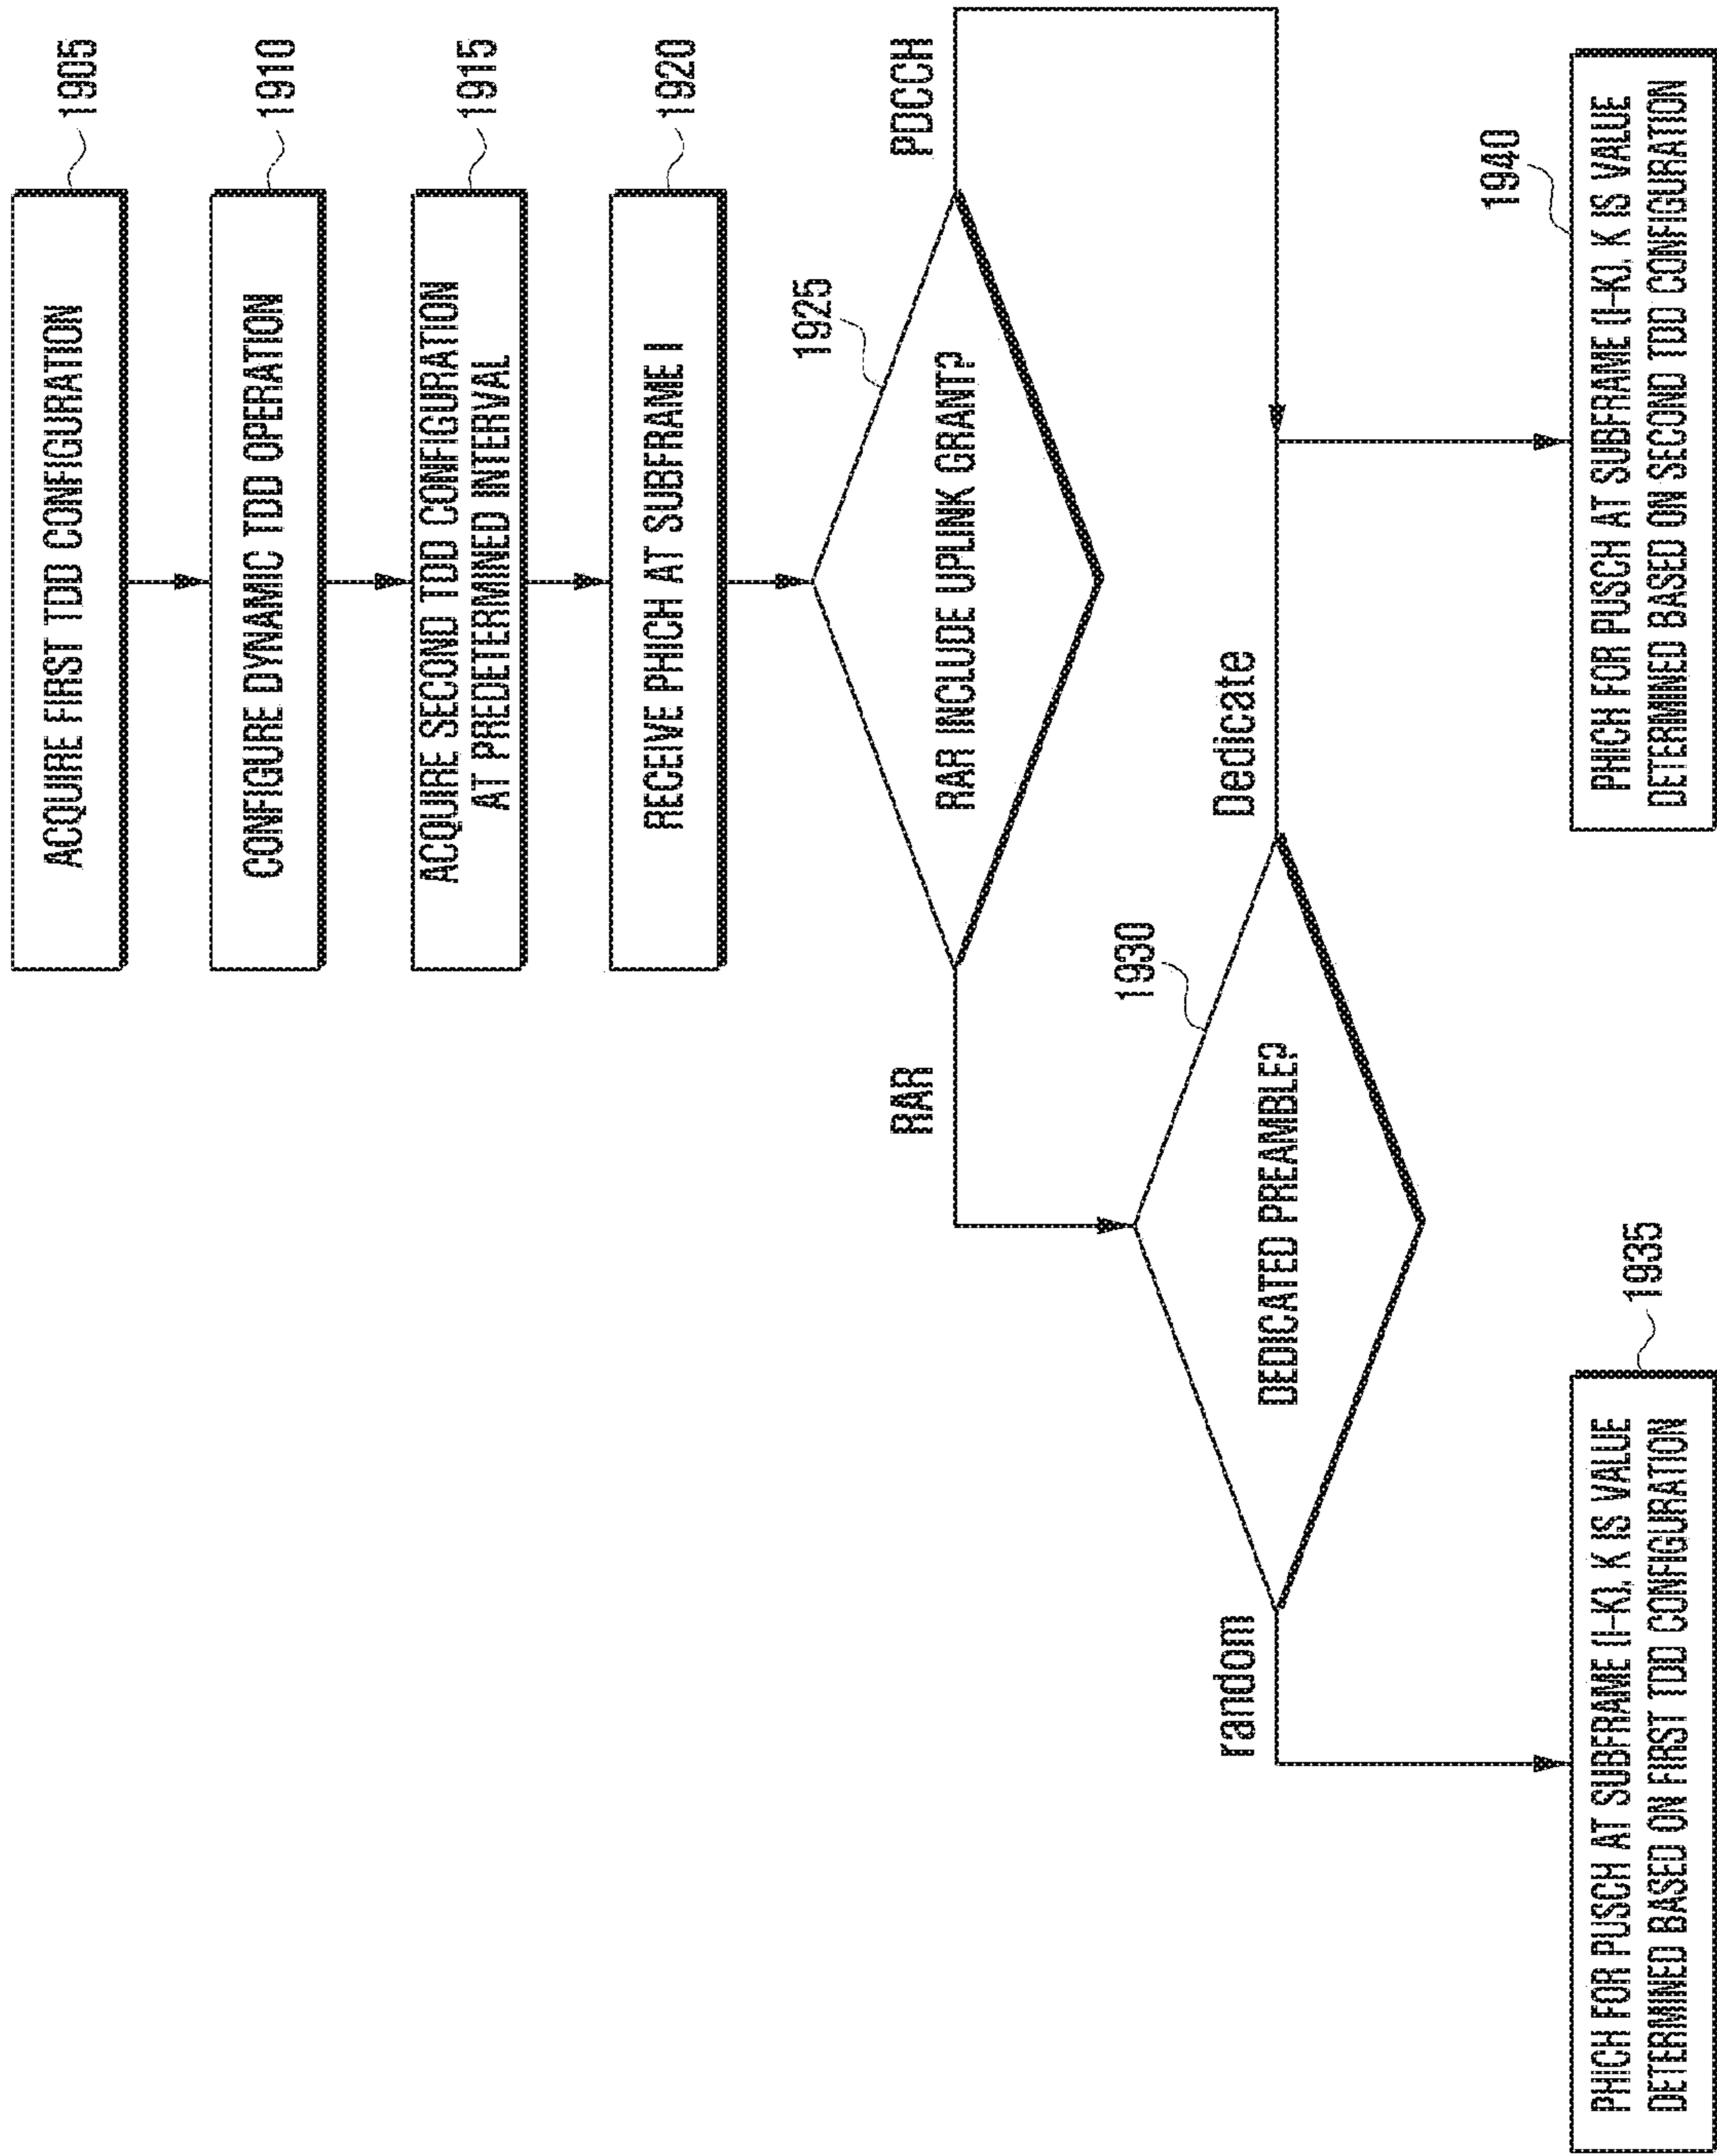 ACQUIRE FIRST TDD CONFIGURATION
1905
CONFIGURE DYNAMIC TDD OPERATION
1910
ACQUIRE SECOND TDD CONFIGURATION
AT PREDETERMINED INTERVAL
1915
RECEIVE PHICH AT SUBFRAME I
1920
1925
RAR INCLUDE UPLINK GRANT?
RAR
PDCCH
1930
DEDICATED PREAMBLE?
random
Dedicate
1935
PHICH FOR PUSCH AT SUBFRAME (I-K), K IS VALUE
DETERMINED BASED ON FIRST TDD CONFIGURATION
1940
PHICH FOR PUSCH AT SUBFRAME (I-K), K IS VALUE
DETERMINED BASED ON SECOND TDD CONFIGURATION